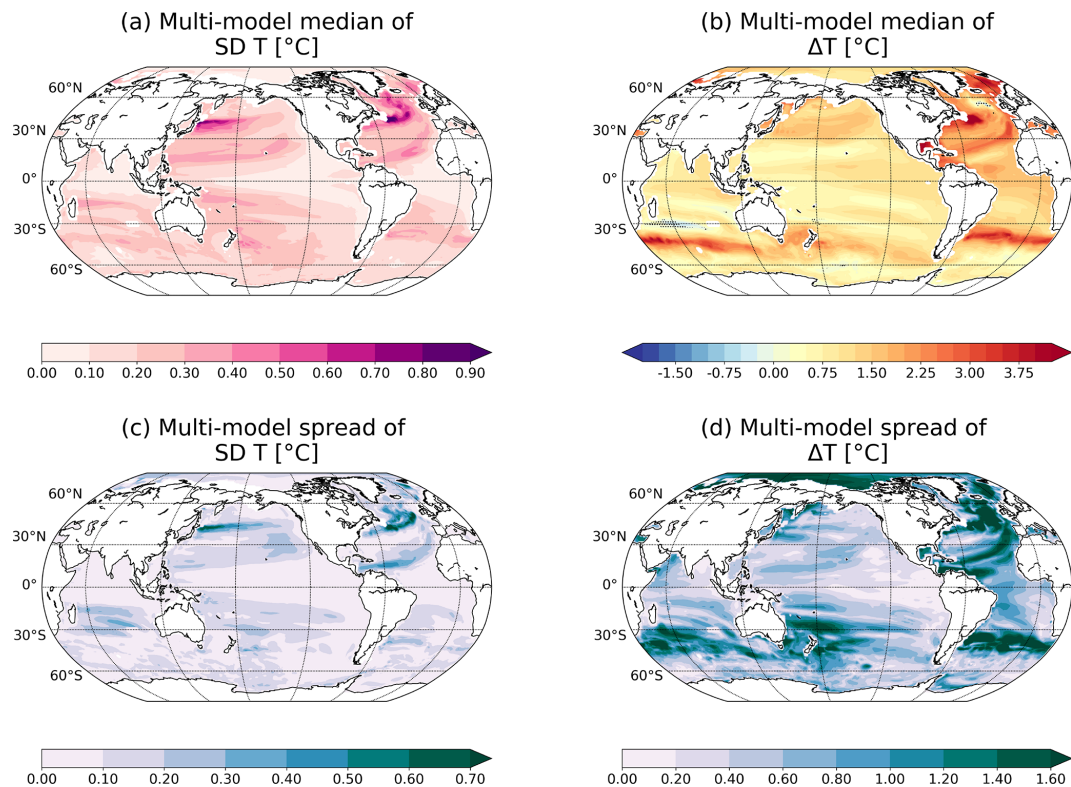 (a) Multi-model median of
SD T [°C]
60°N
30°N
0°
30°S
60°S
0.00 0.10 0.20 0.30 0.40 0.50 0.60 0.70 0.80 0.90
(b) Multi-model median of
ΔT [°C]
60°N
30°N
0°
30°S
60°S
-1.50 -0.75 0.00 0.75 1.50 2.25 3.00 3.75
(c) Multi-model spread of
SD T [°C]
60°N
30°N
0°
30°S
60°S
0.00 0.10 0.20 0.30 0.40 0.50 0.60 0.70
(d) Multi-model spread of
ΔT [°C]
60°N
30°N
0°
30°S
60°S
0.00 0.20 0.40 0.60 0.80 1.00 1.20 1.40 1.60